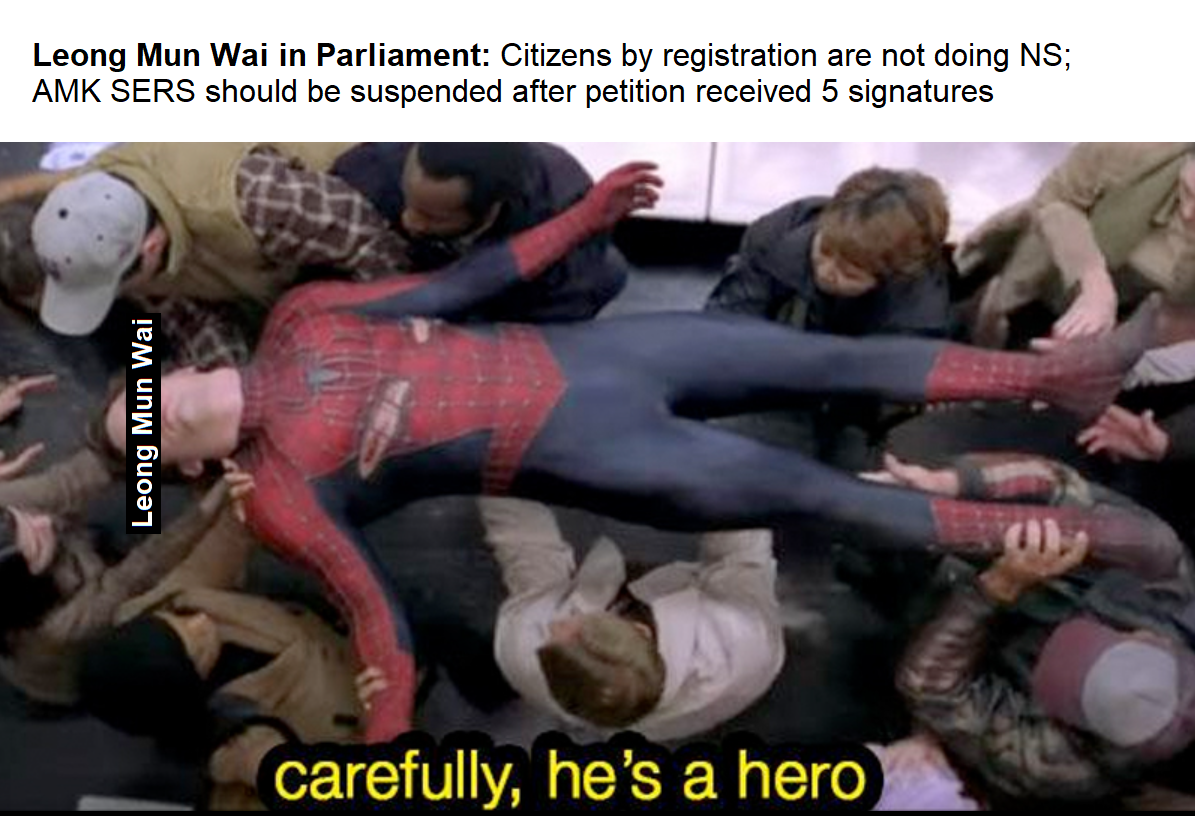 Leong Mun Wai in Parliament: Citizens by registration are not doing NS;
AMK SERS should be suspended after petition received 5 signatures
Leong Mun Wai
carefully, he's a hero